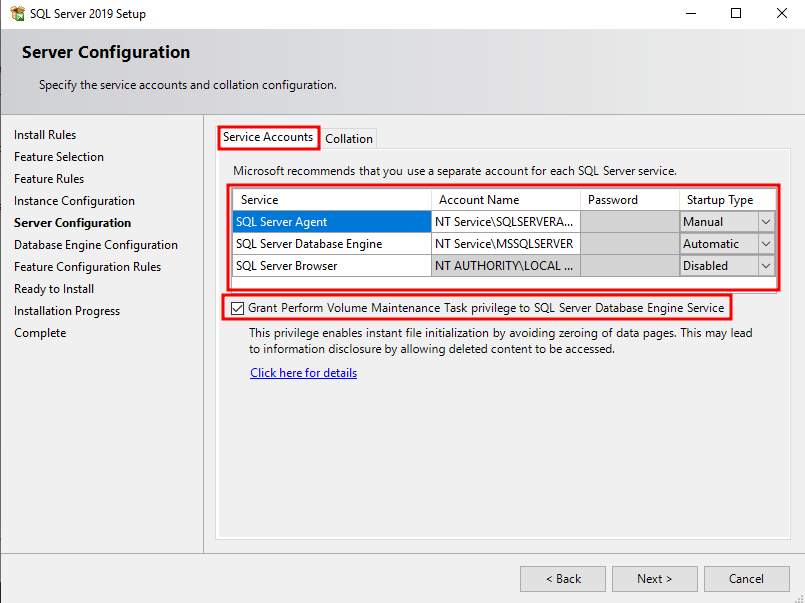 SQL Server 2019 Setup
Server Configuration
Specify the service accounts and collation configuration.
Install Rules
Feature Selection
Feature Rules
Instance Configuration
Server Configuration
Database Engine Configuration
Feature Configuration Rules
Ready to Install
Installation Progress
Complete
Service Accounts Collation
Microsoft recommends that you use a separate account for each SQL Server service.
Service Account Name Password Startup Type
SQL Server Agent NT Service\SQLSERVERA... Manual
SQL Server Database Engine NT Service\MSSQLSERVER Automatic
SQL Server Browser NT AUTHORITY\LOCAL ... Disabled
Grant Perform Volume Maintenance Task privilege to SQL Server Database Engine Service
This privilege enables instant file initialization by avoiding zeroing of data pages. This may lead
to information disclosure by allowing deleted content to be accessed.
Click here for details
< Back Next > Cancel